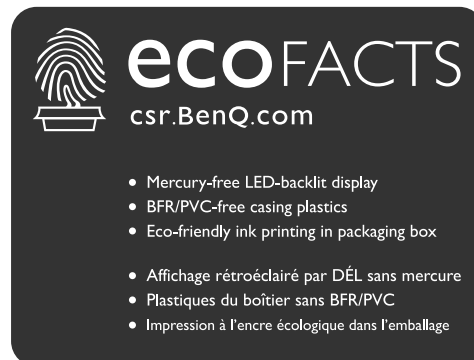 ecoFACTS
csr.BenQ.com
• Mercury-free LED-backlit display
• BFR/PVC-free casing plastics
• Eco-friendly ink printing in packaging box
• Affichage rétroéclairé par DÉL sans mercure
• Plastiques du boîtier sans BFR/PVC
• Impression à l'encre écologique dans l'emballage